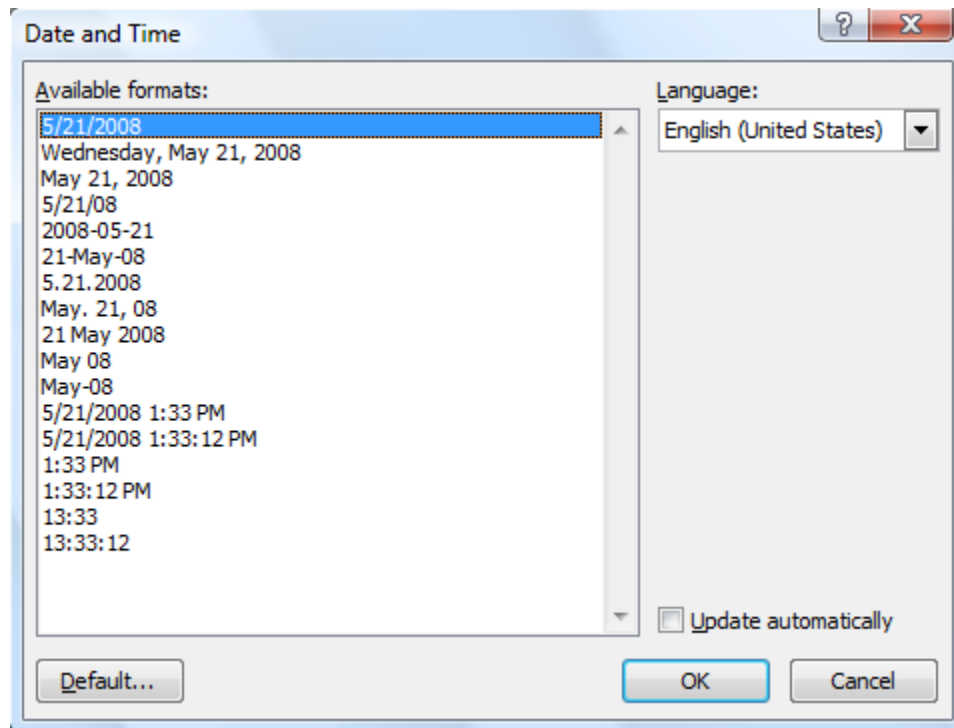 Date and Time
Available formats:
5/21/2008
Wednesday, May 21, 2008
May 21, 2008
5/21/08
2008-05-21
21-May-08
5.21.2008
May. 21, 08
21 May 2008
May 08
May-08
5/21/2008 1:33 PM
5/21/2008 1:33:12 PM
1:33 PM
1:33:12 PM
13:33
13:33:12
Language:
English (United States)
Update automatically
Default...
OK
Cancel